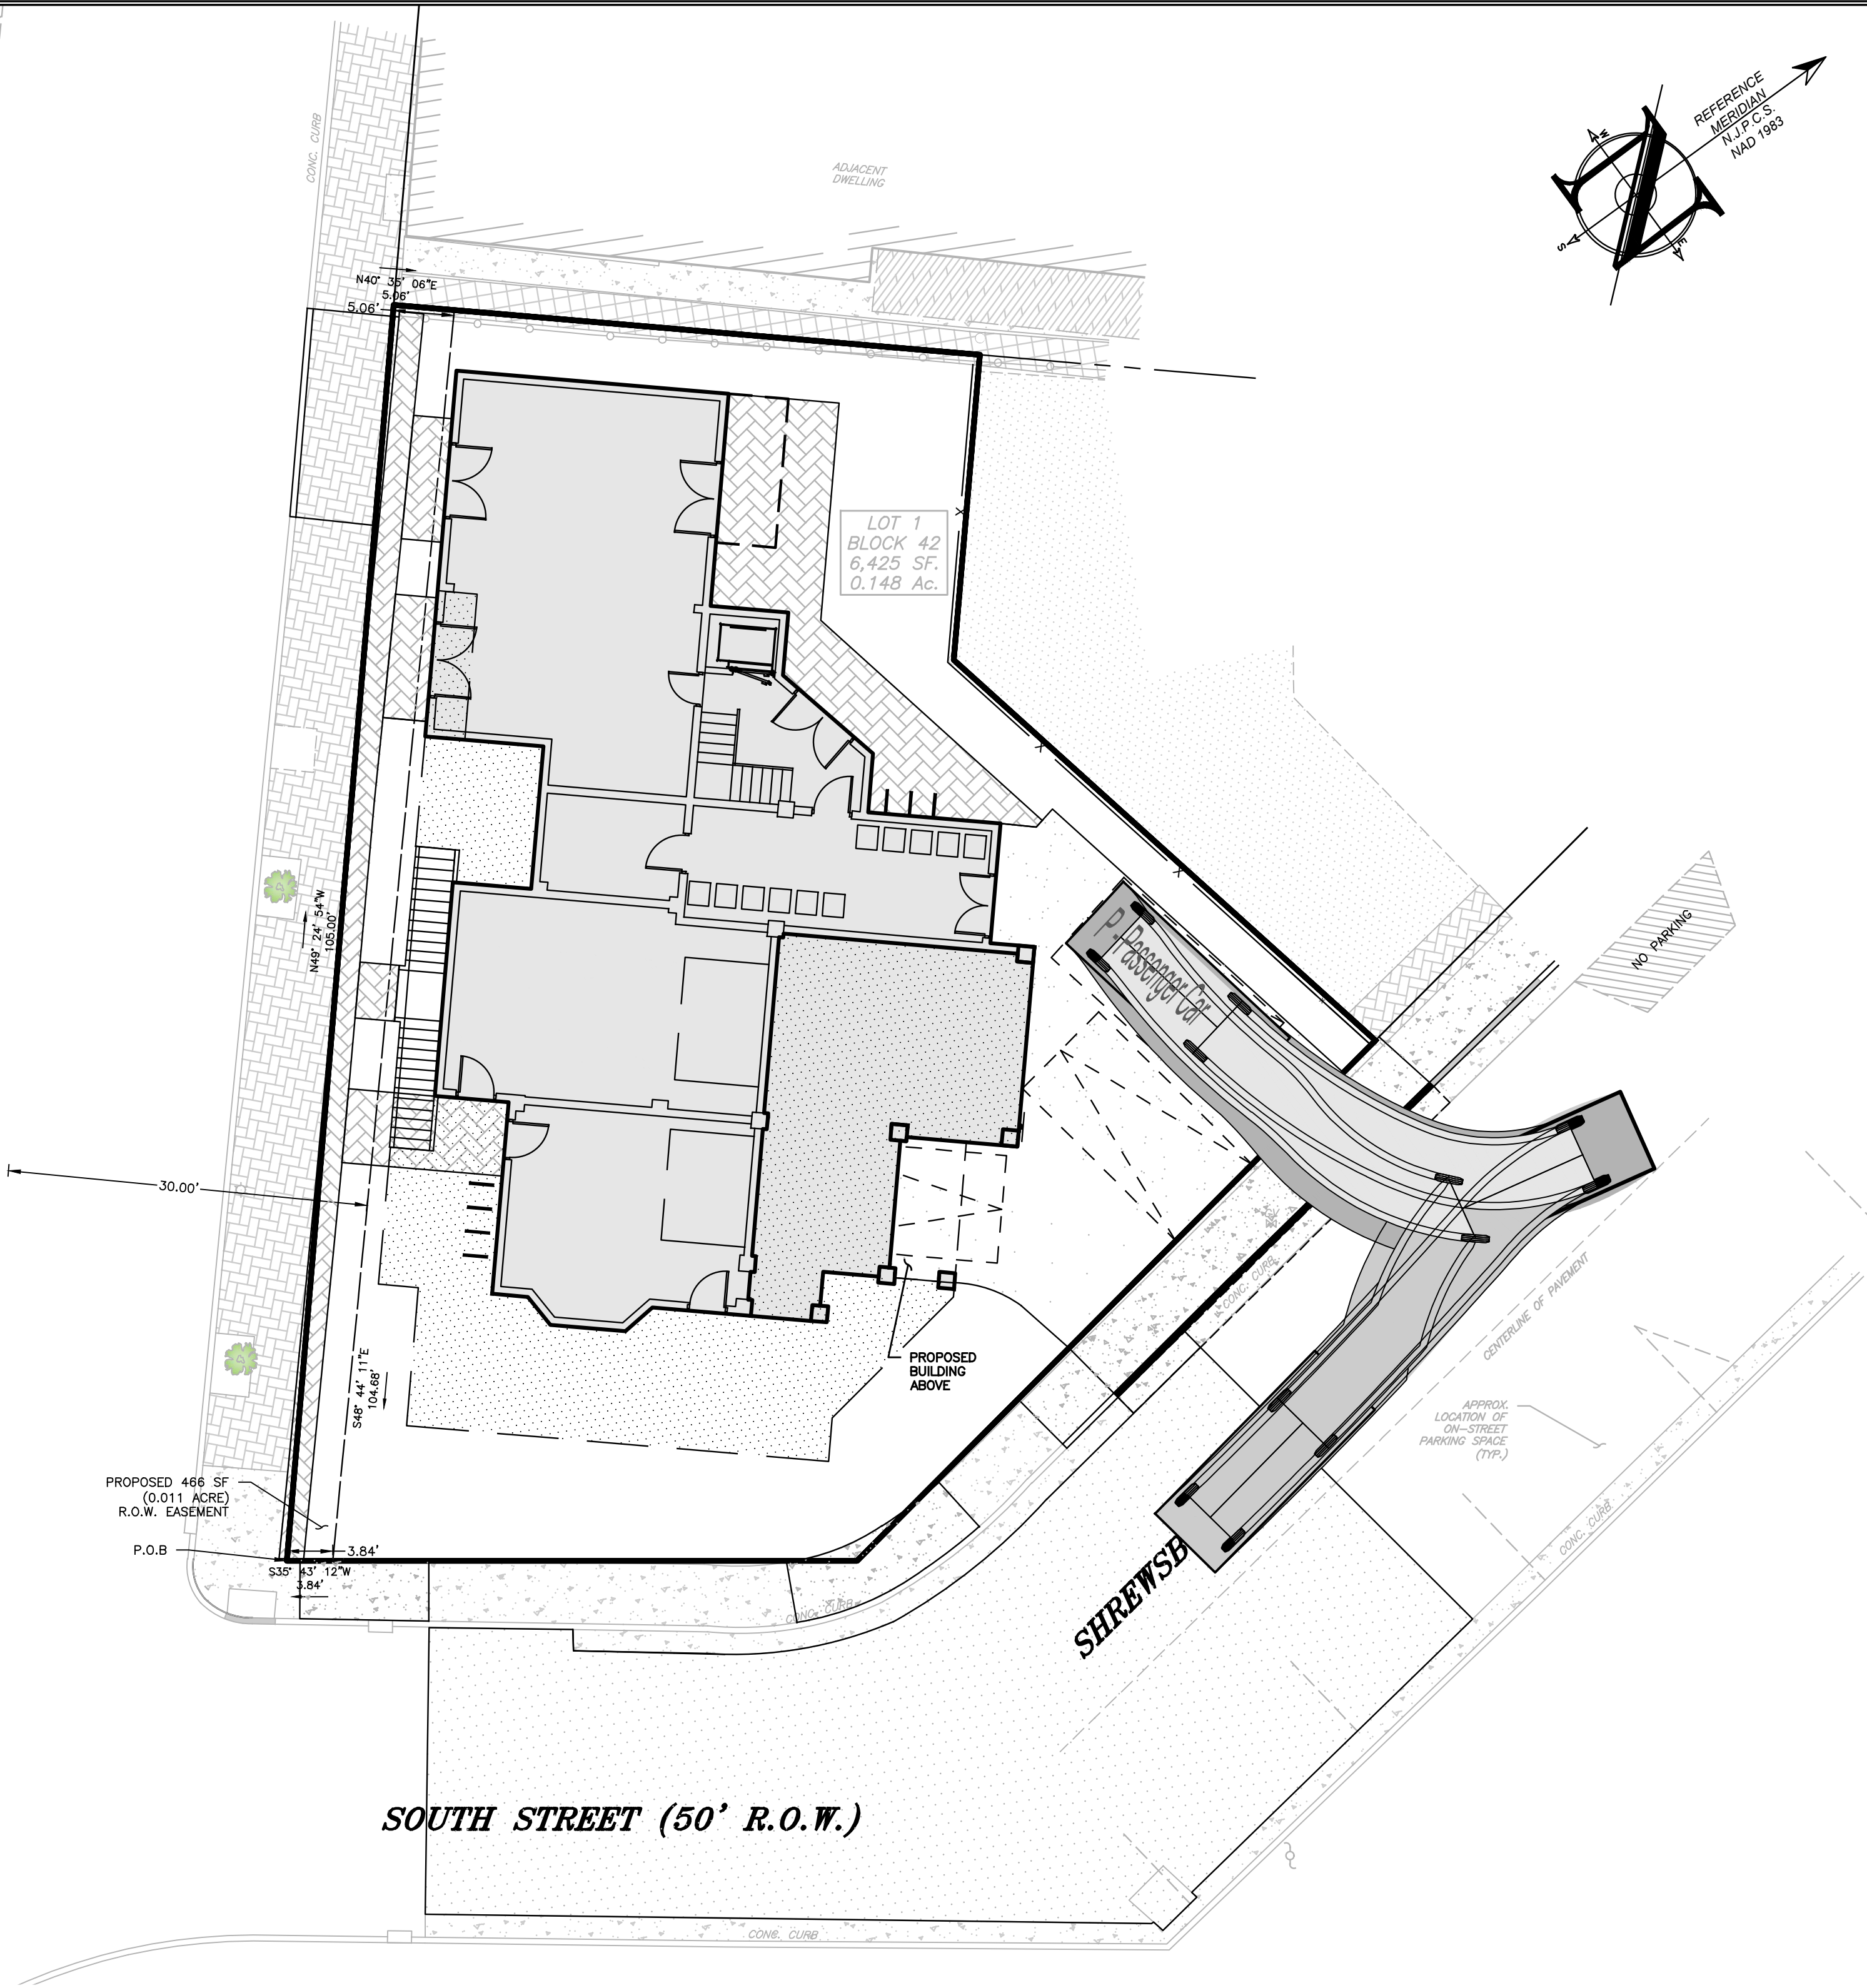 CONC. CURB
ADJACENT
DWELLING
REFERENCE
MERIDIAN
N.J.P.C.S.
NAD 1983
N
W
S
E
N40° 35' 06"E
5.06'
5.06'
LOT 1
BLOCK 42
6,425 SF.
0.148 Ac.
X
X
X
NO PARKING
P - Passenger Car
N49° 24' 54"W
105.00'
30.00'
CONC. CURB
CENTERLINE OF PAVEMENT
PROPOSED
BUILDING
ABOVE
S48° 44' 11"E
104.68'
APPROX.
LOCATION OF
ON-STREET
PARKING SPACE
(TYP.)
PROPOSED 466 SF
(0.011 ACRE)
R.O.W. EASEMENT
P.O.B
3.84'
S35° 43' 12"W
3.84'
CONC. CURB
CONC. CURB
SHREWSB
SOUTH STREET (50' R.O.W.)
CONC. CURB